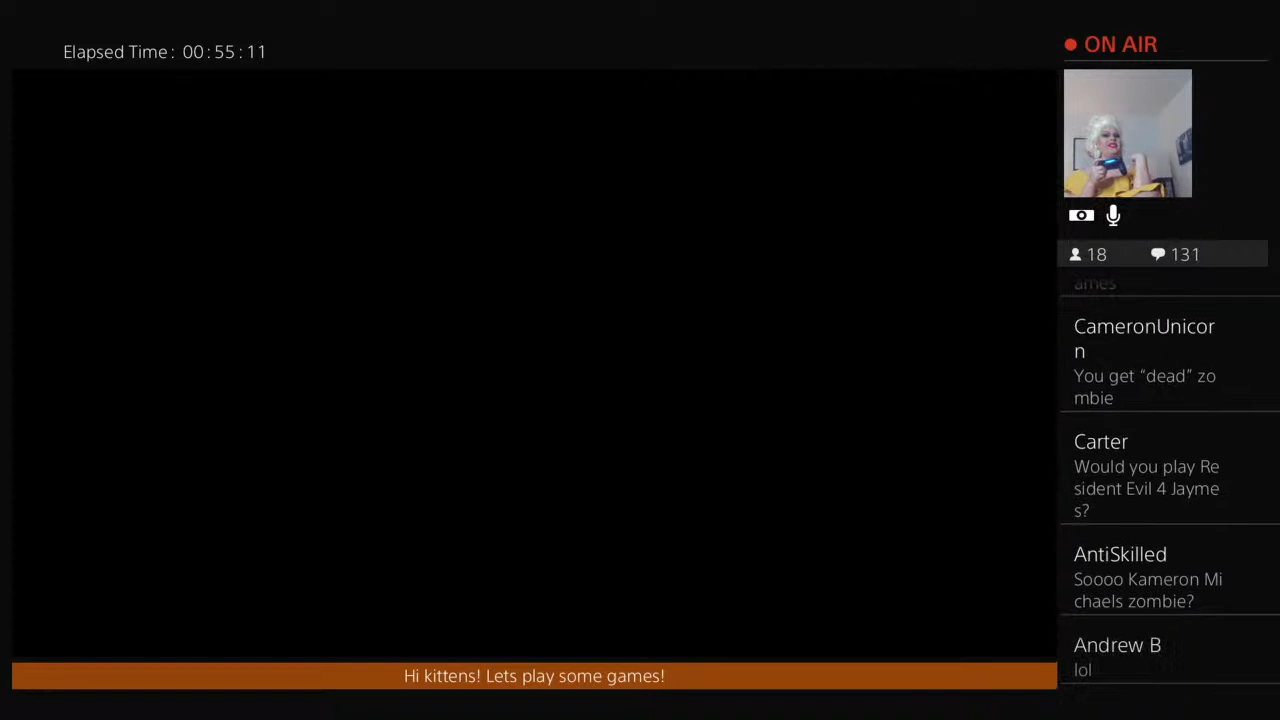 Elapsed Time: 00:55:11
ON AIR
18 131
ames
CameronUnicor
n
You get “dead” zo
mbie
Carter
Would you play Re
sident Evil 4 Jayme
s?
AntiSkilled
Soooo Kameron Mi
chaels zombie?
Andrew B
lol
Hi kittens! Lets play some games!